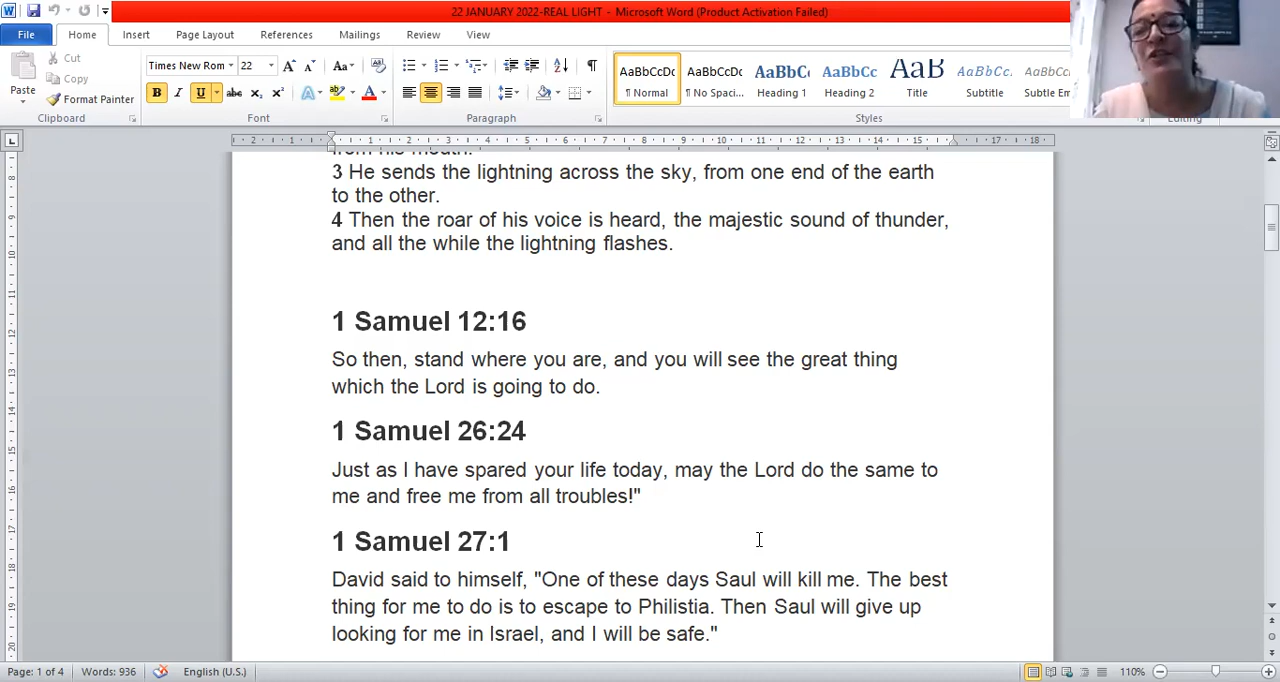 22 JANUARY 2022-REAL LIGHT - Microsoft Word (Product Activation Failed)
File Home Insert Page Layout References Mailings Review View
Cut
Copy
Format Painter
Paste
Times New Rom 22
AaBbCcDc AaBbCcDc AaBbCc AaBbCc AaB AaBbCc. AaBbCcDc
¶ Normal ¶ No Spaci... Heading 1 Heading 2 Title Subtitle Subtle Em
Clipboard Font Paragraph Styles Editing
from his mouth.
3 He sends the lightning across the sky, from one end of the earth
to the other.
4 Then the roar of his voice is heard, the majestic sound of thunder,
and all the while the lightning flashes.
1 Samuel 12:16
So then, stand where you are, and you will see the great thing
which the Lord is going to do.
1 Samuel 26:24
Just as I have spared your life today, may the Lord do the same to
me and free me from all troubles!"
1 Samuel 27:1
David said to himself, "One of these days Saul will kill me. The best
thing for me to do is to escape to Philistia. Then Saul will give up
looking for me in Israel, and I will be safe."
Page: 1 of 4 Words: 936 English (U.S.) 110%